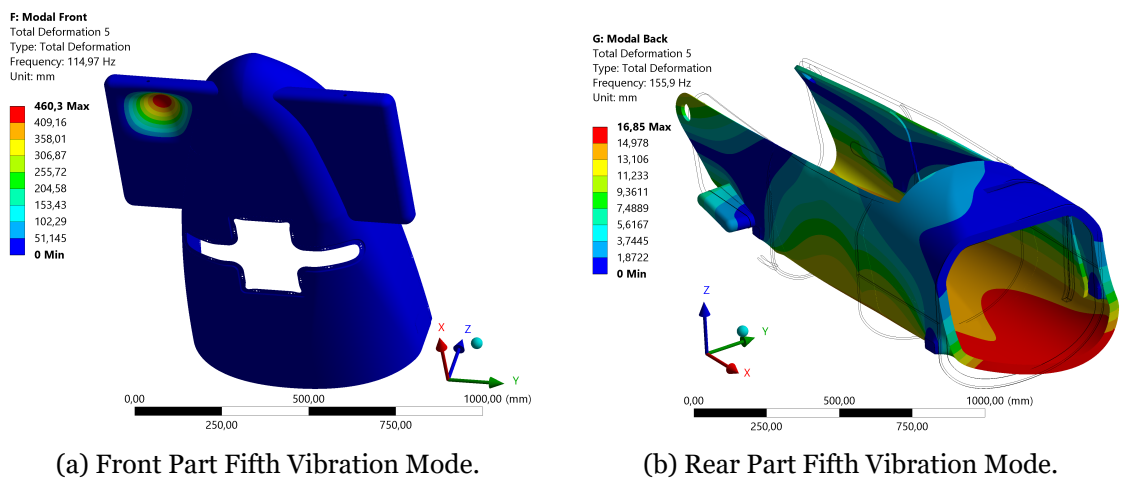 F: Modal Front
Total Deformation 5
Type: Total Deformation
Frequency: 114,97 Hz
Unit: mm
460,3 Max
409,16
358,01
306,87
255,72
204,58
153,43
102,29
51,145
0 Min
X
Z
Y
0,00
500,00
1000,00 (mm)
250,00
750,00
(a) Front Part Fifth Vibration Mode.
G: Modal Back
Total Deformation 5
Type: Total Deformation
Frequency: 155,9 Hz
Unit: mm
16,85 Max
14,978
13,106
11,233
9,3611
7,4889
5,6167
3,7445
1,8722
0 Min
Z
Y
X
0,00
500,00
1000,00 (mm)
250,00
750,00
(b) Rear Part Fifth Vibration Mode.